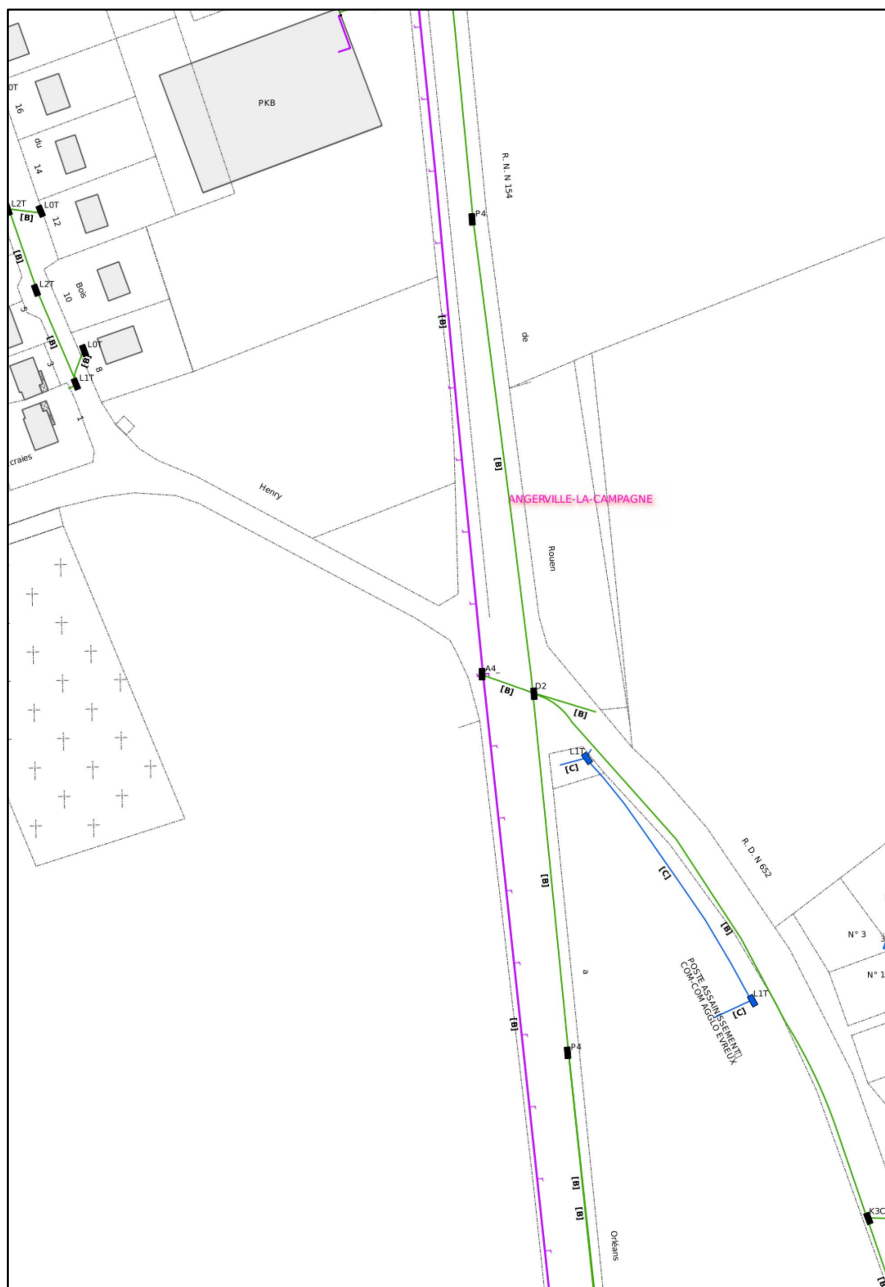 PKB
0T
16
du
14
R. N. N 154
L2T
L0T
[B]
12
P4
[B]
L2T
Bois
10
5
[B]
[B]
de
L0T
[B]
3
8
L1T
1
craies
[B]
Henry
ANGERVILLE-LA-CAMPAGNE
Rouen
A4
[B]
D2
[B]
L1T
[C]
R. D. N 652
[B]
[C]
[B]
N° 3
3
a
N° 1
POSTE ASSAINISSEMENT
COM-COM AGGLO EVREUX
L1T
[C]
[B]
P4
[B]
[B]
K3C
Orléans
[B]